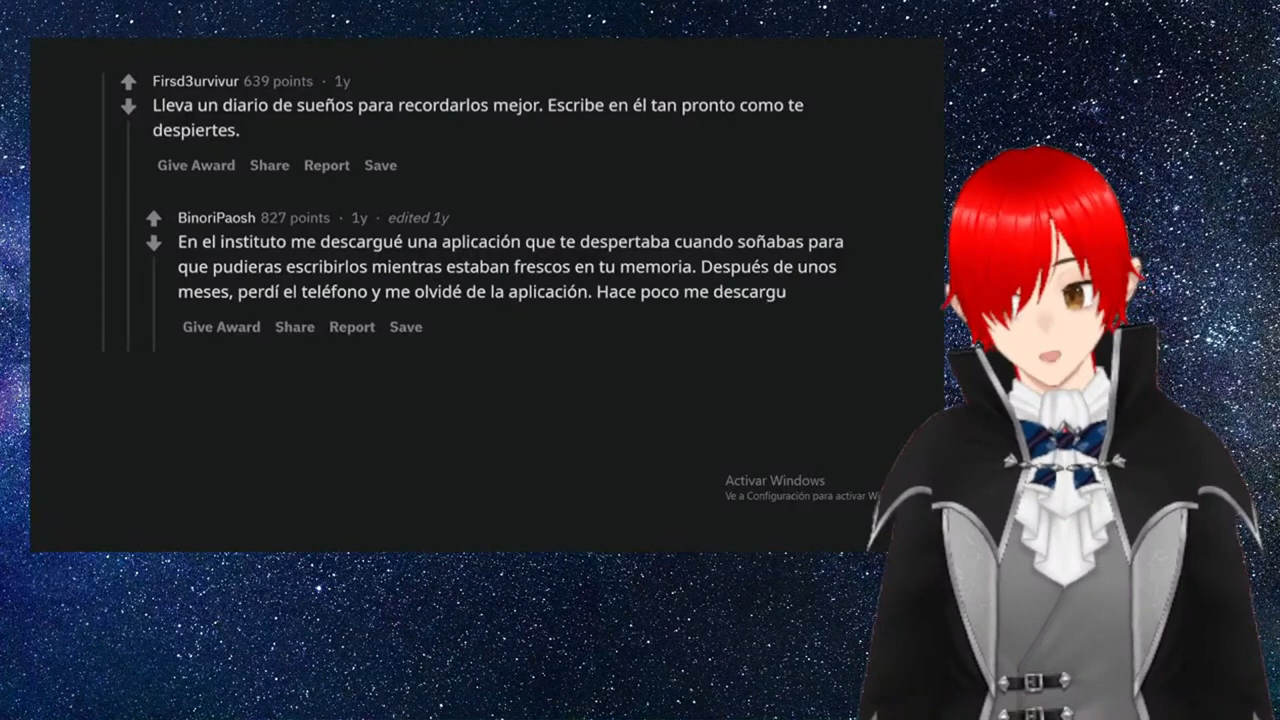 Firsd3urvivur 639 points · 1y
Lleva un diario de sueños para recordarlos mejor. Escribe en él tan pronto como te
despiertes.
Give Award Share Report Save
BinoriPaosh 827 points · 1y · edited 1y
En el instituto me descargué una aplicación que te despertaba cuando soñabas para
que pudieras escribirlos mientras estaban frescos en tu memoria. Después de unos
meses, perdí el teléfono y me olvidé de la aplicación. Hace poco me descargu
Give Award Share Report Save
Activar Windows
Ve a Configuración para activar Wi